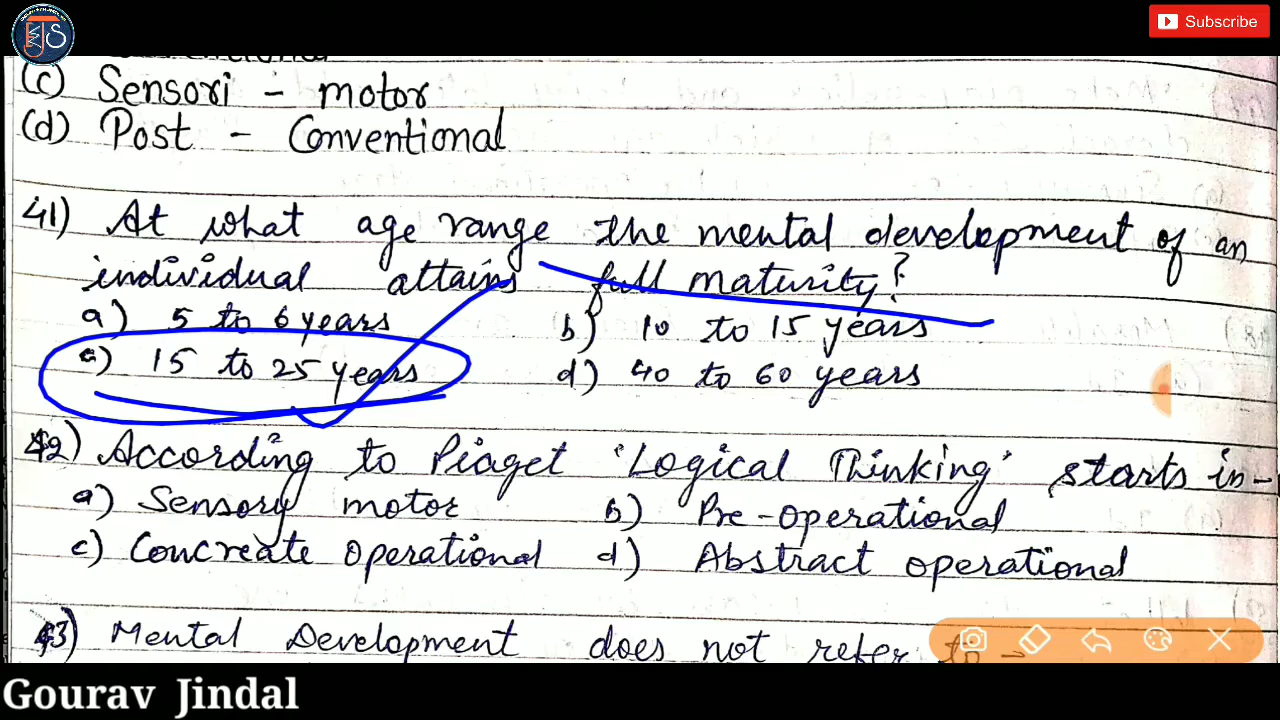 EJS
Subscribe
(c) Sensori - motor
(d) Post - Conventional
41) At what age range the mental development of an
individual attains full maturity?
a) 5 to 6 years b) 10 to 15 years
c) 15 to 25 years d) 40 to 60 years
42) According to Piaget 'Logical Thinking' starts in-
a) Sensory motor b) Pre-operational
c) Concreate operational d) Abstract operational
43) Mental Development does not refer to -
Gourav Jindal